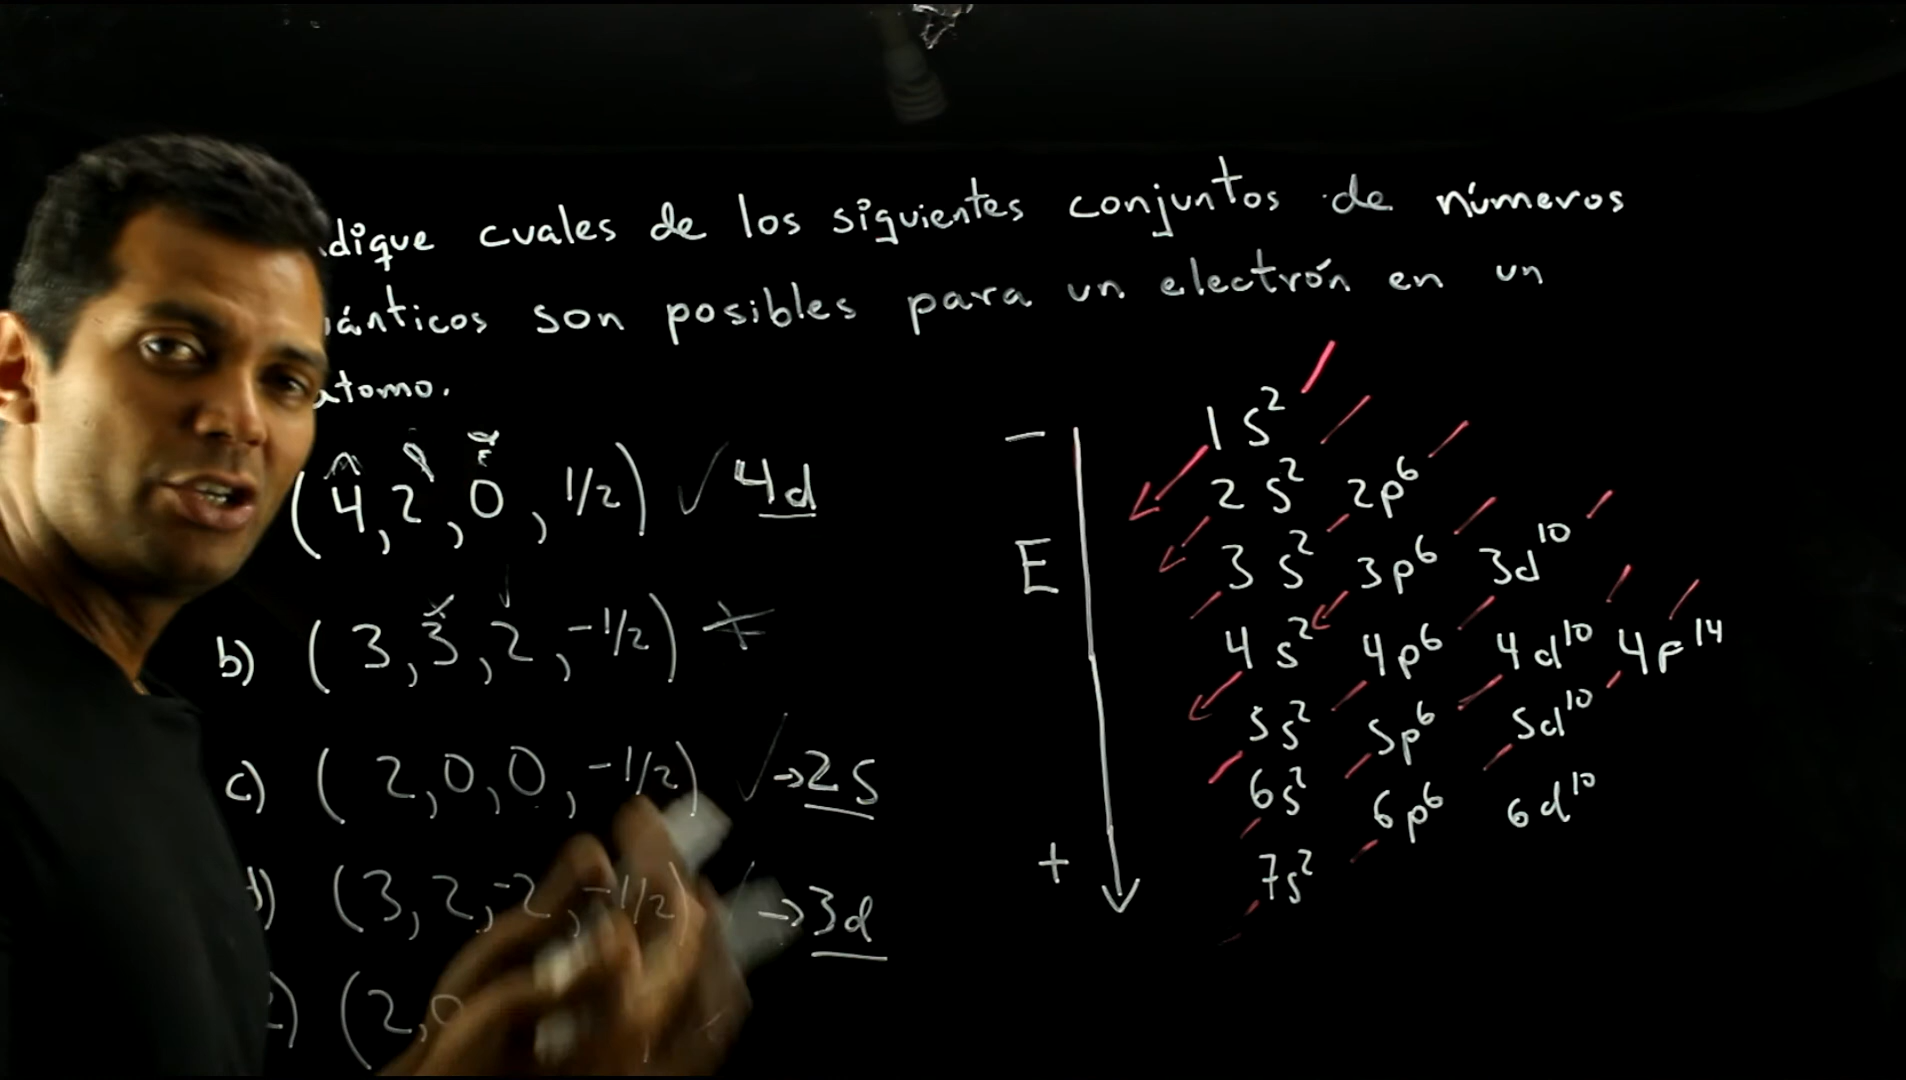 dique cuales de los siguientes conjuntos de números
ánticos son posibles para un electrón en un
atomo.
(4, 2, 0, 1/2) ✓ 4d
b) (3, 3, 2, -1/2) ✗
c) (2, 0, 0, -1/2) ✓ → 2s
d) (3, 2, -2, -1/2) ✓ → 3d
(2, 0
−
E
+
1s²
2s² 2p⁶
3s² 3p⁶ 3d¹⁰
4s² 4p⁶ 4d¹⁰ 4f¹⁴
5s² 5p⁶ 5d¹⁰
6s² 6p⁶ 6d¹⁰
7s²